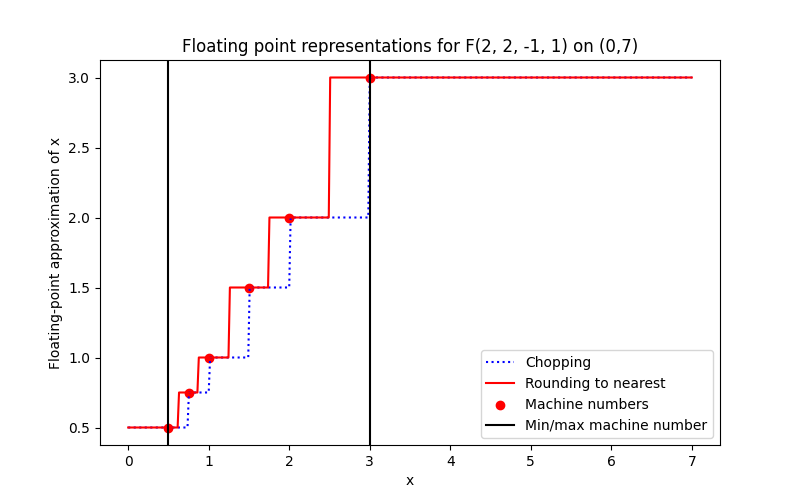 Floating point representations for F(2, 2, -1, 1) on (0,7)
Floating-point approximation of x
3.0
2.5
2.0
1.5
1.0
0.5
Chopping
Rounding to nearest
Machine numbers
Min/max machine number
0 1 2 3 4 5 6 7
x